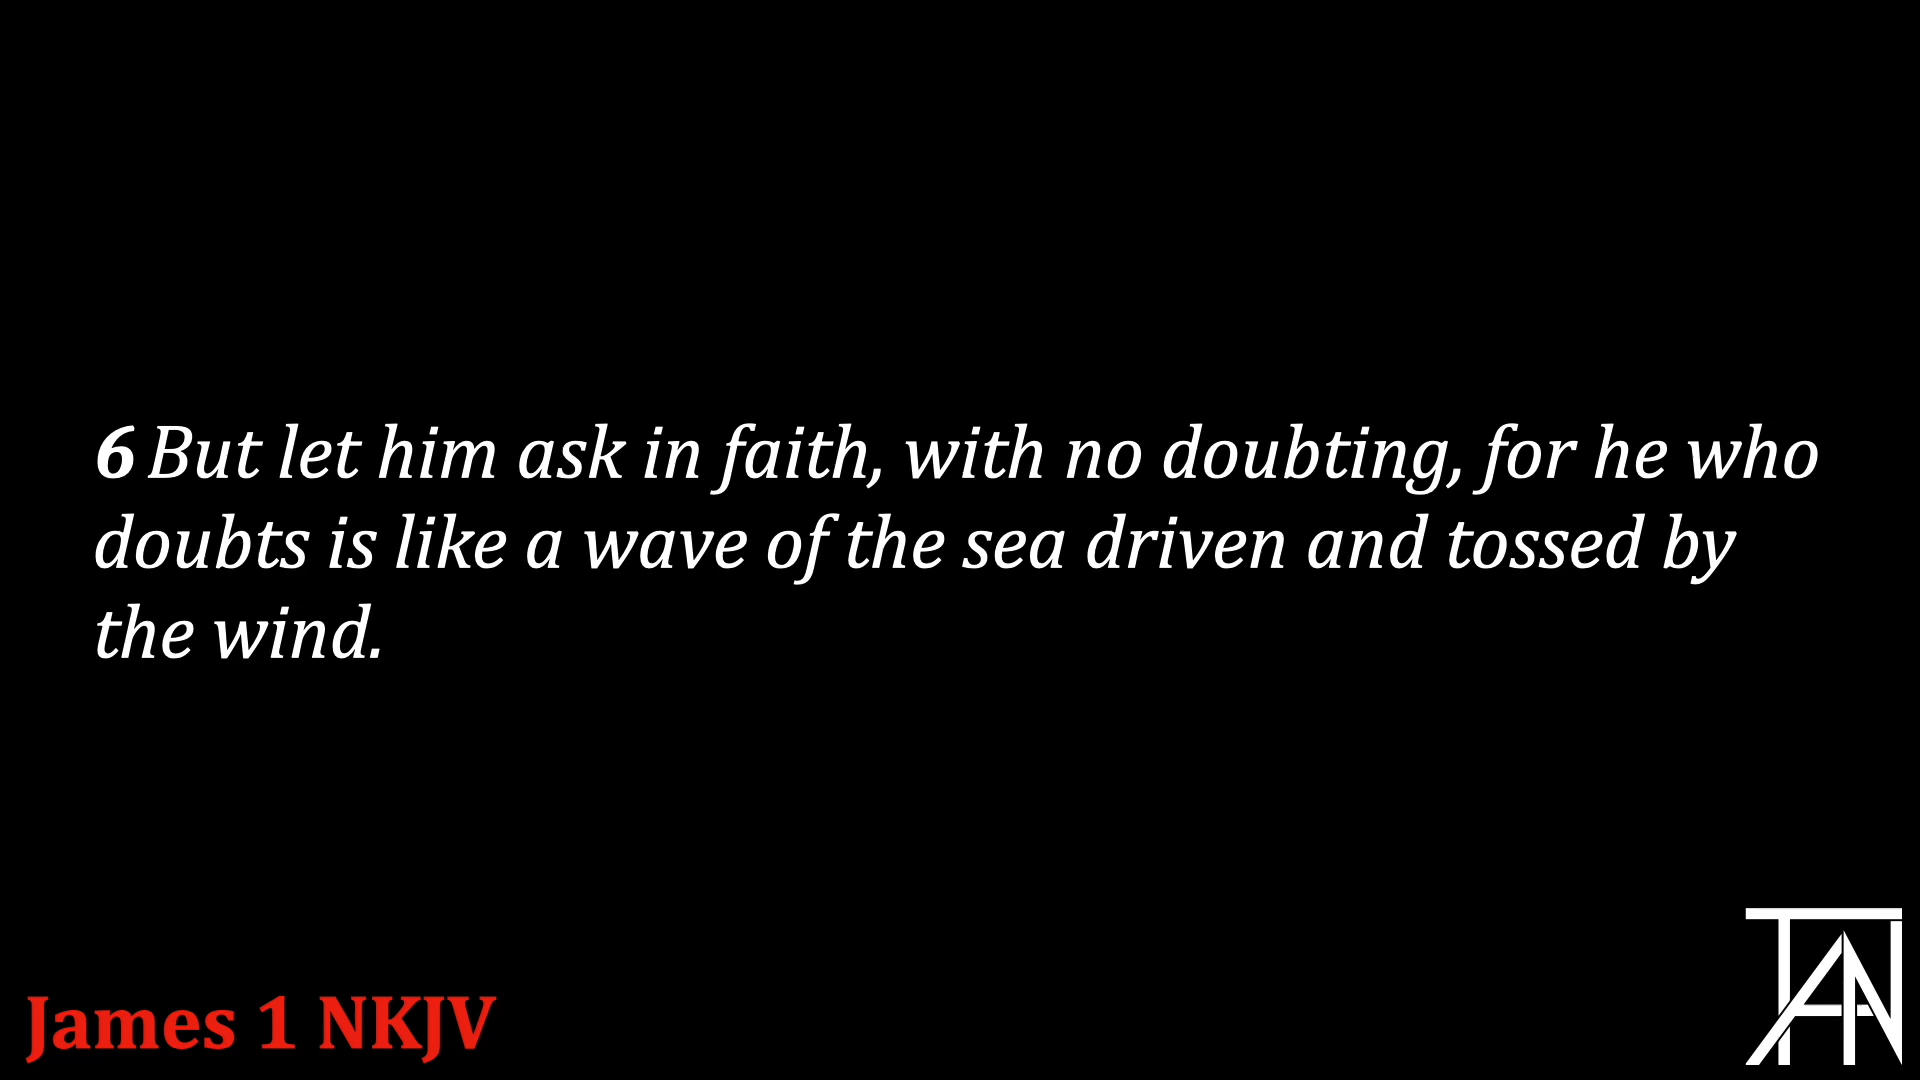 6 But let him ask in faith, with no doubting, for he who
doubts is like a wave of the sea driven and tossed by
the wind.
James 1 NKJV
TAN